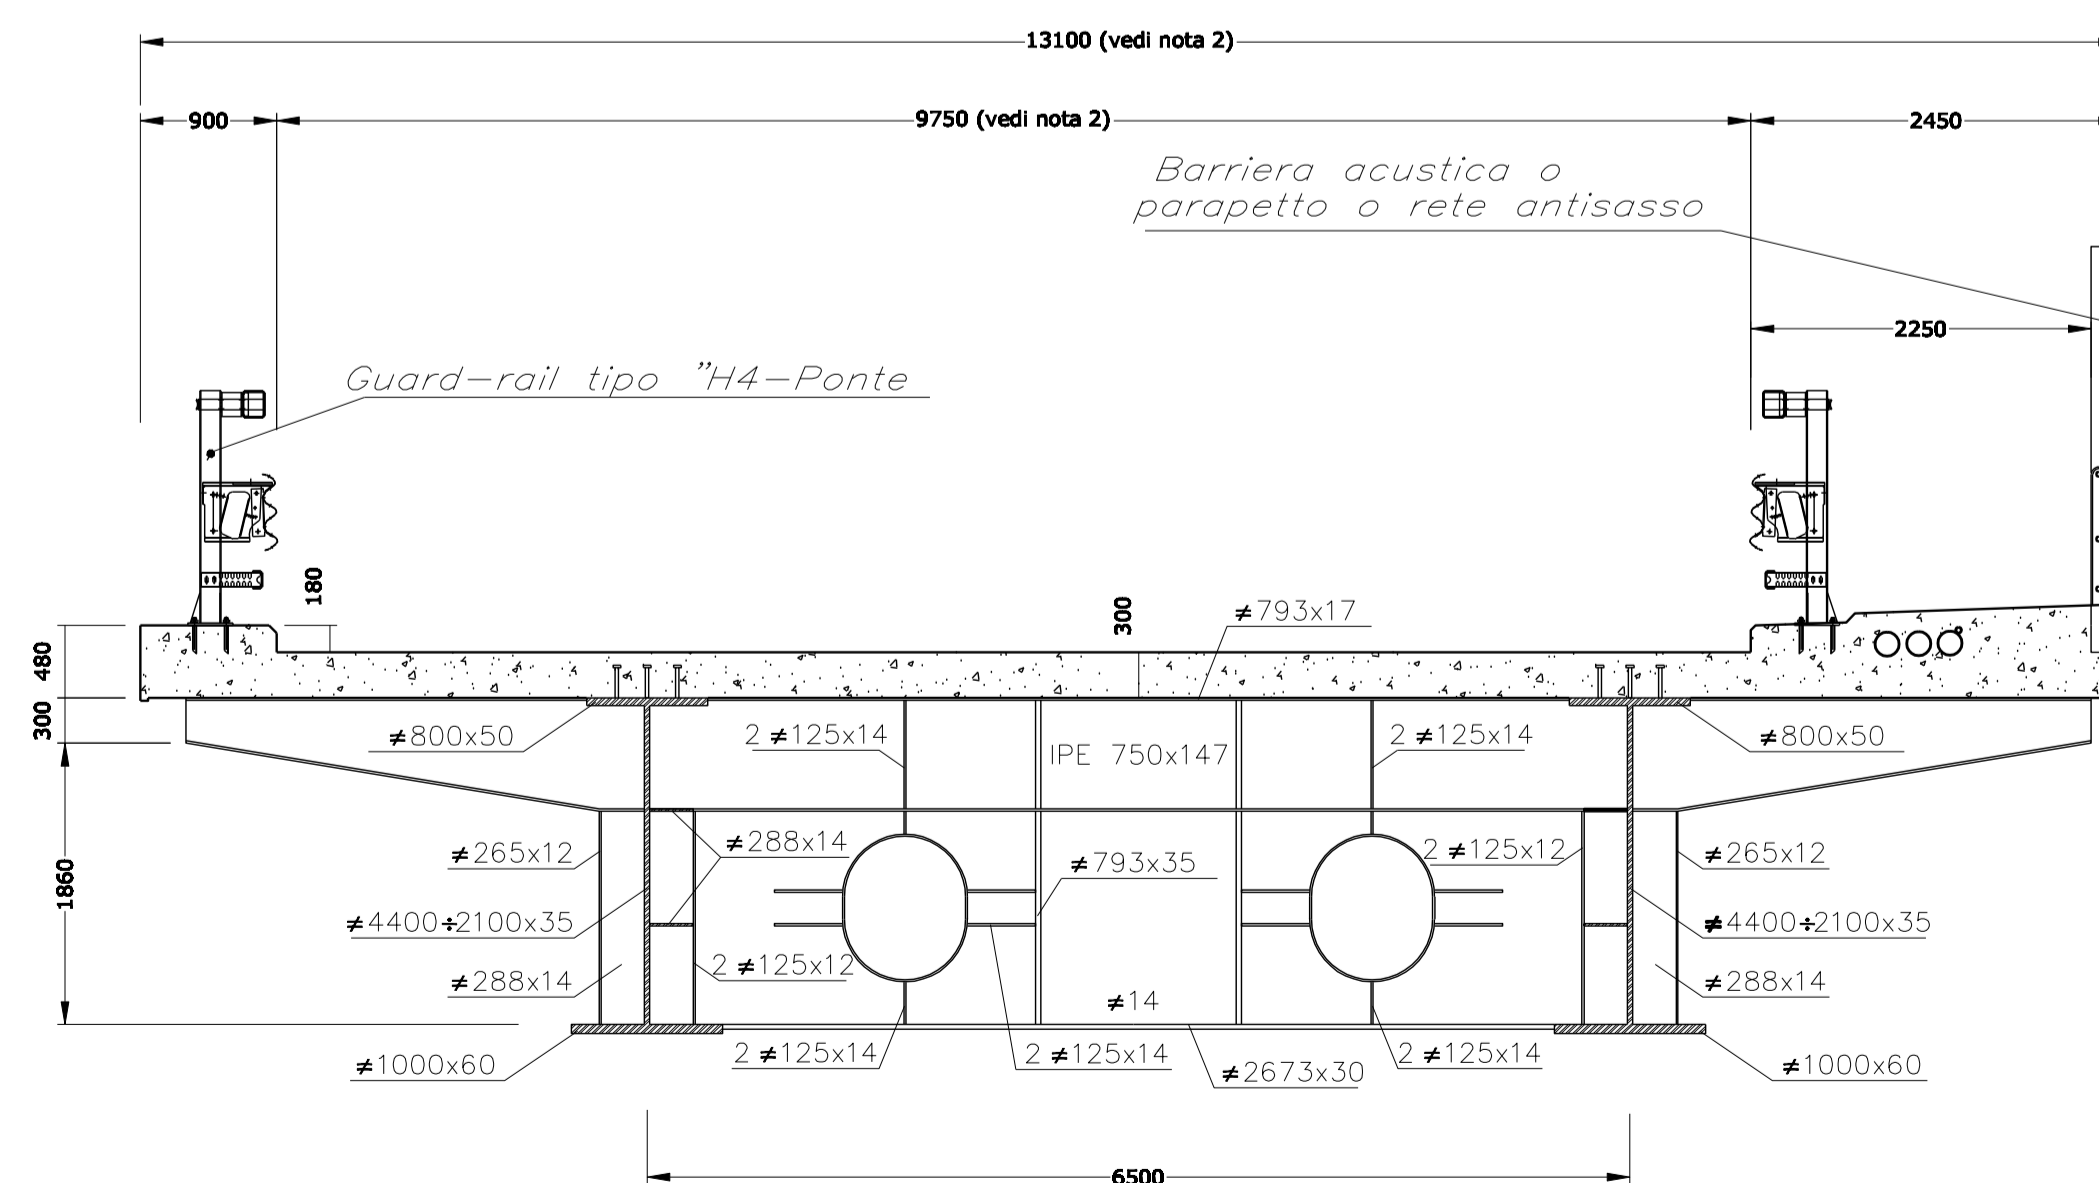 13100 (vedi nota 2)
900
9750 (vedi nota 2)
2450
Barriera acustica o
parapetto o rete antisasso
2250
Guard-rail tipo "H4-Ponte
180
300
≠793x17
480
300
≠800x50
2 ≠125x14
IPE 750x147
2 ≠125x14
≠800x50
1860
≠265x12
≠288x14
≠793x35
2 ≠125x12
≠265x12
≠4400÷2100x35
≠4400÷2100x35
≠288x14
2 ≠125x12
≠288x14
≠14
≠1000x60
2 ≠125x14
2 ≠125x14
≠2673x30
2 ≠125x14
≠1000x60
6500